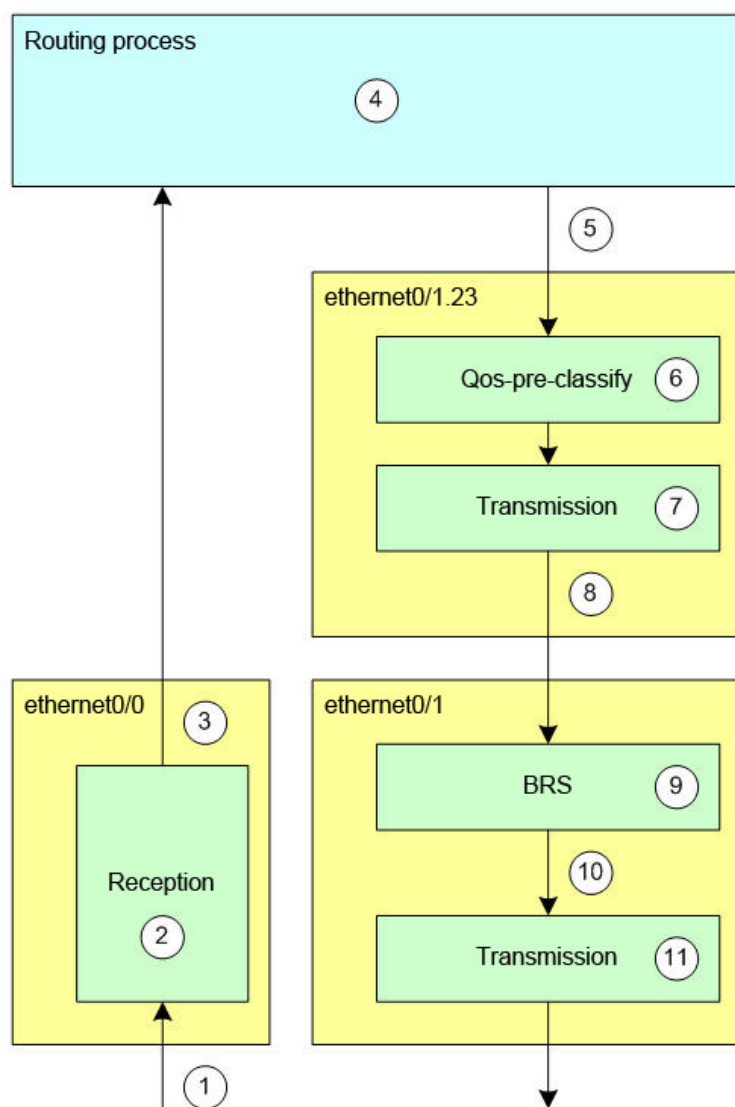 Routing process
4
5
ethernet0/1.23
Qos-pre-classify 6
Transmission 7
8
ethernet0/0
3
Reception
2
1
ethernet0/1
BRS 9
10
Transmission 11